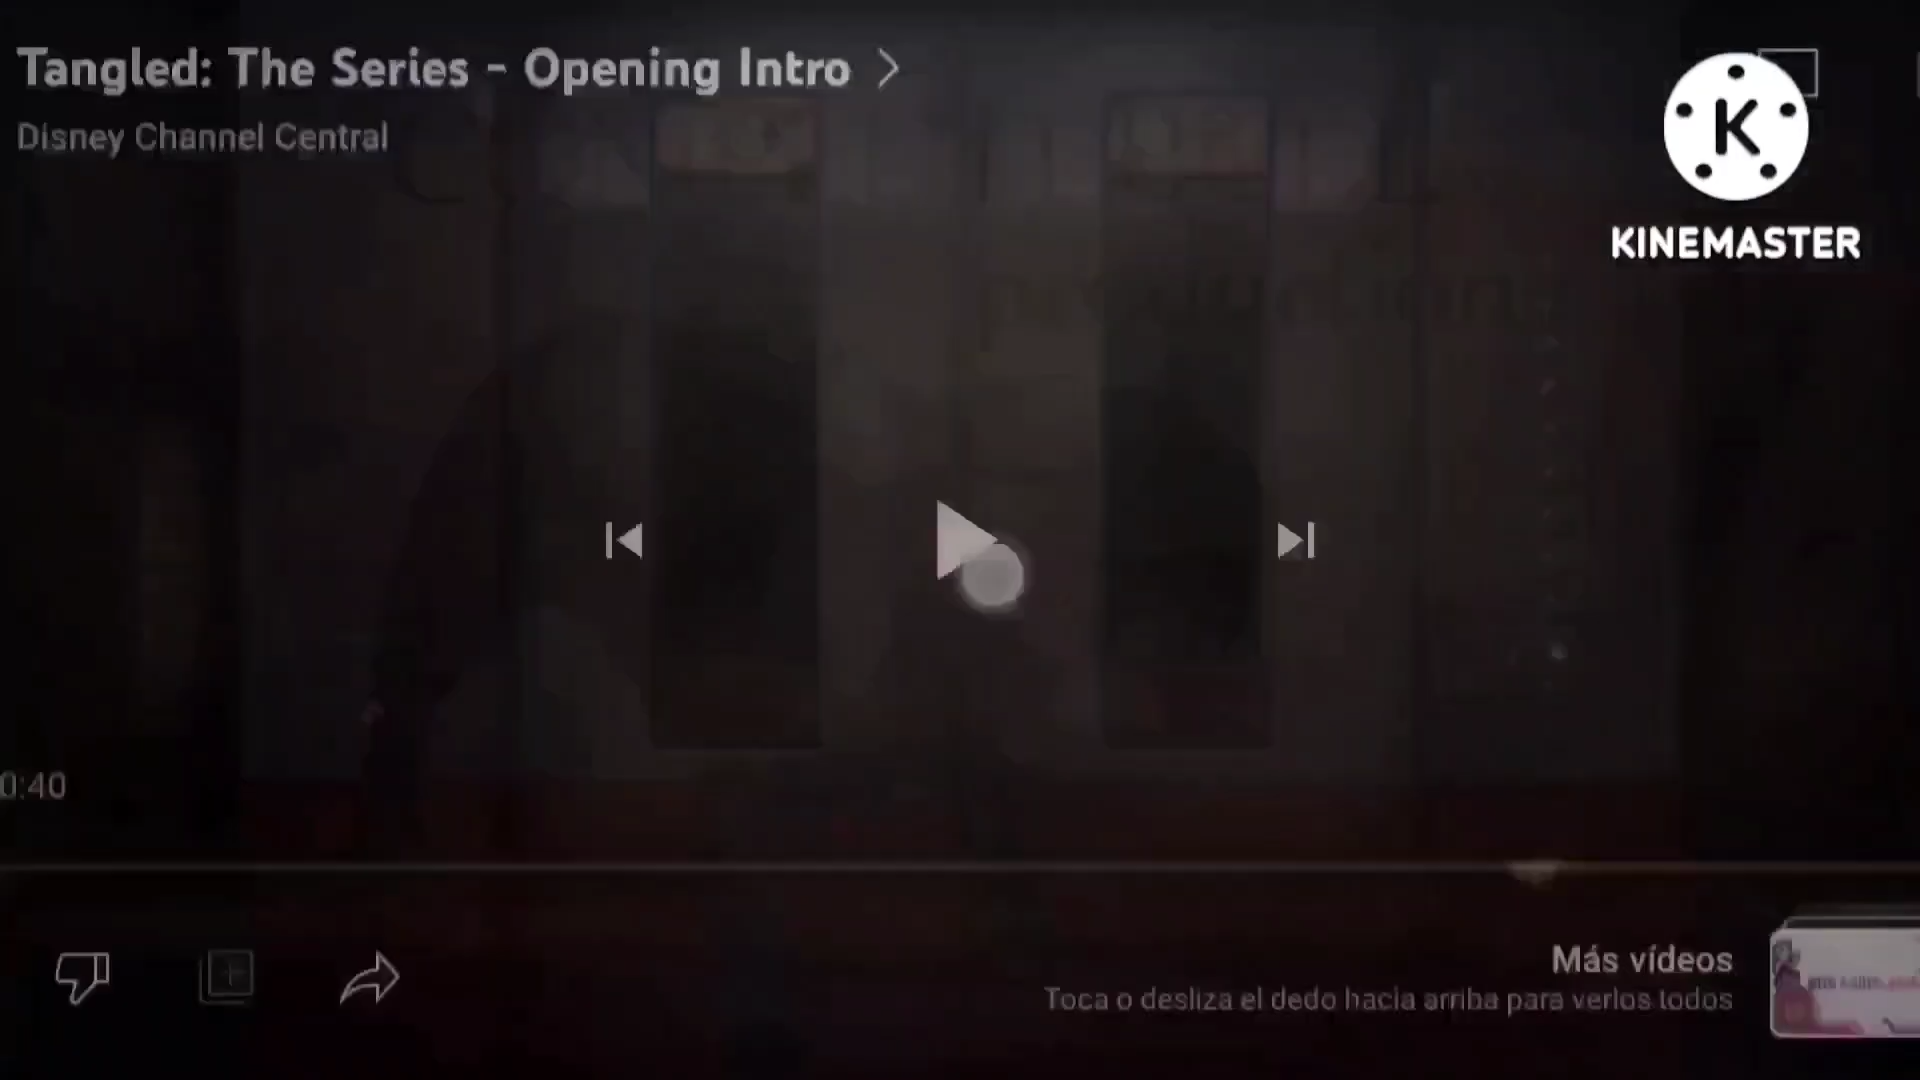 Tangled: The Series - Opening Intro
Disney Channel Central
K
KINEMASTER
production
0:40
Más vídeos
Toca o desliza el dedo hacia arriba para verlos todos